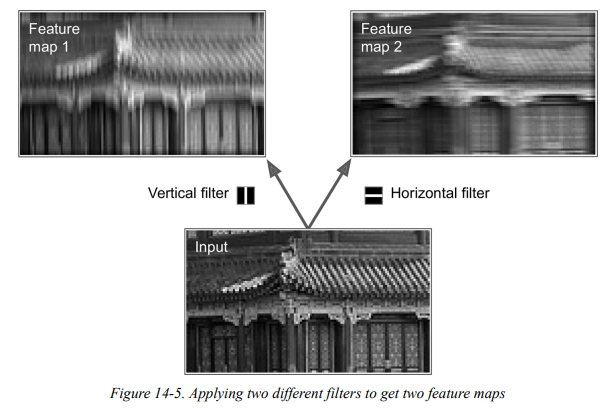 Feature
map 1
Feature
map 2
Vertical filter
Horizontal filter
Input
Figure 14-5. Applying two different filters to get two feature maps